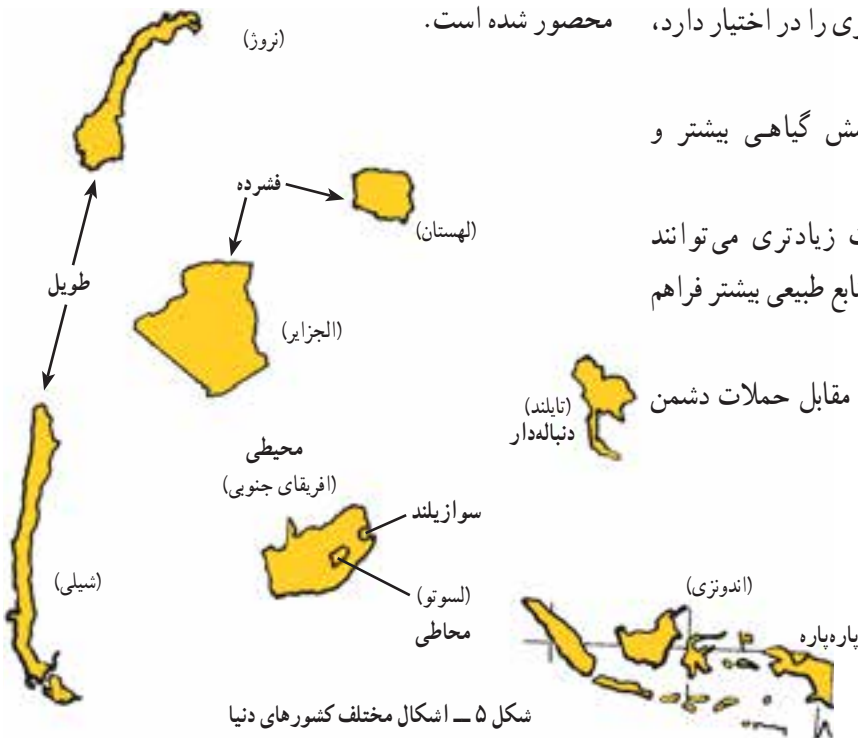 ری را در اختیار دارد،
محصور شده است.
مش گیاهی بیشتر و
زیادتری می‌توانند
ابع طبیعی بیشتر فراهم
مقابل حملات دشمن
(نروژ)
فشرده
(لهستان)
طویل
(الجزایر)
(تایلند)
دنباله‌دار
محیطی
(افریقای جنوبی)
سوازیلند
(لسوتو)
محاطی
(شیلی)
(اندونزی)
پاره‌پاره
شکل ۵ ــ اشکال مختلف کشورهای دنیا